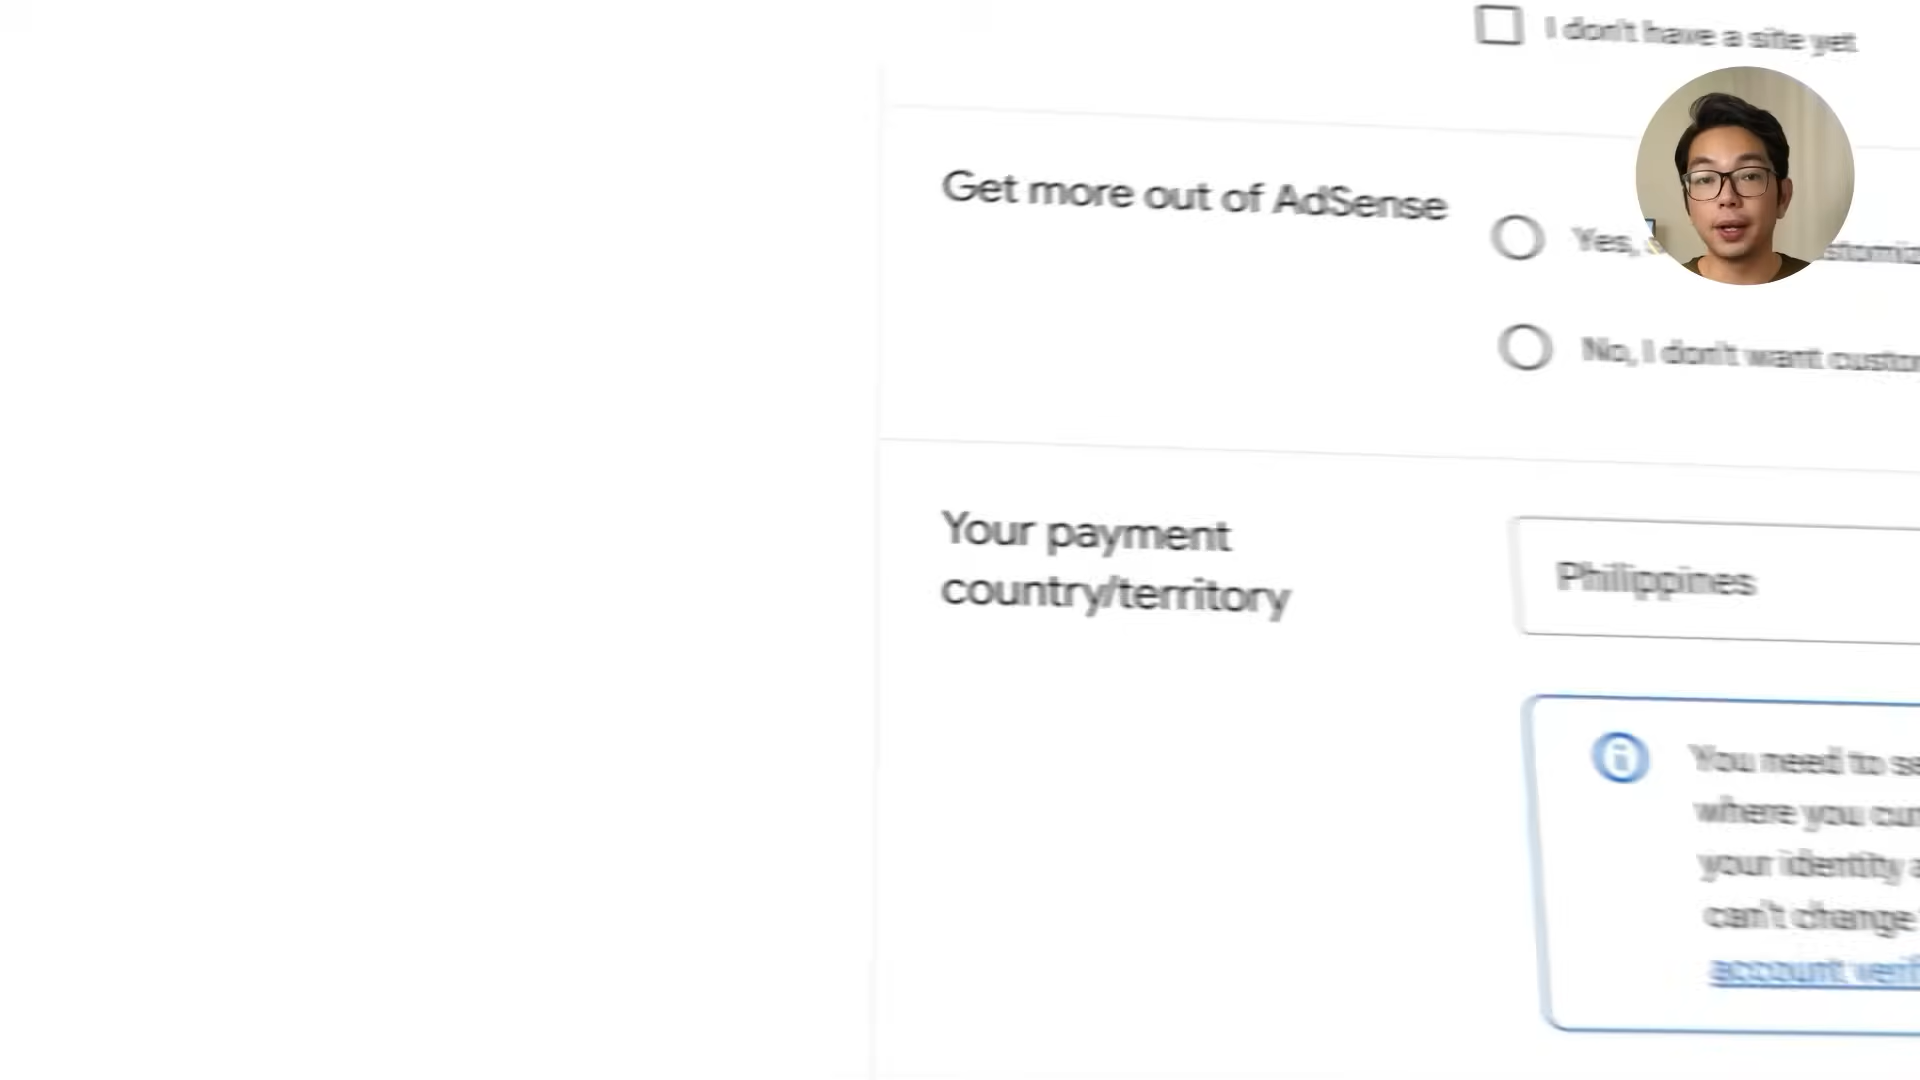 I don't have a site yet
Get more out of AdSense
Yes,
No, I don't want
Your payment
country/territory
Philippines
You need to
where you
your identity
can't change
account